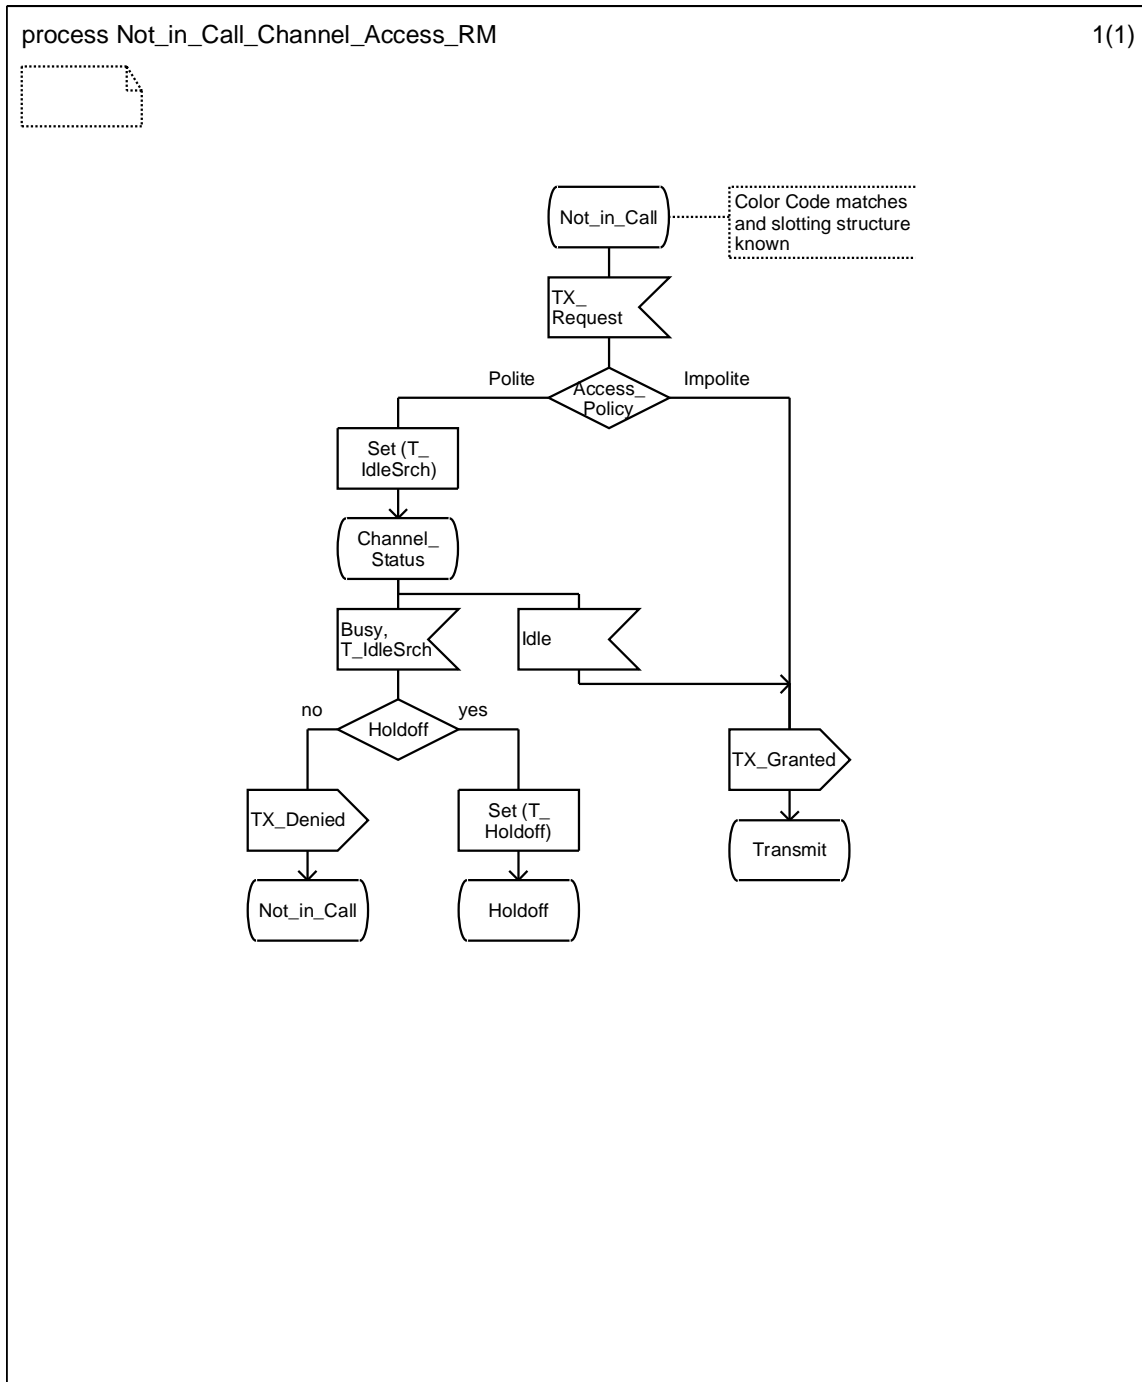 process Not_in_Call_Channel_Access_RM
1(1)
Not_in_Call
Color Code matches
and slotting structure
known
TX_
Request
Polite
Access_
Policy
Impolite
Set (T_
IdleSrch)
Channel_
Status
Busy,
T_IdleSrch
Idle
no
Holdoff
yes
TX_Granted
TX_Denied
Set (T_
Holdoff)
Transmit
Not_in_Call
Holdoff